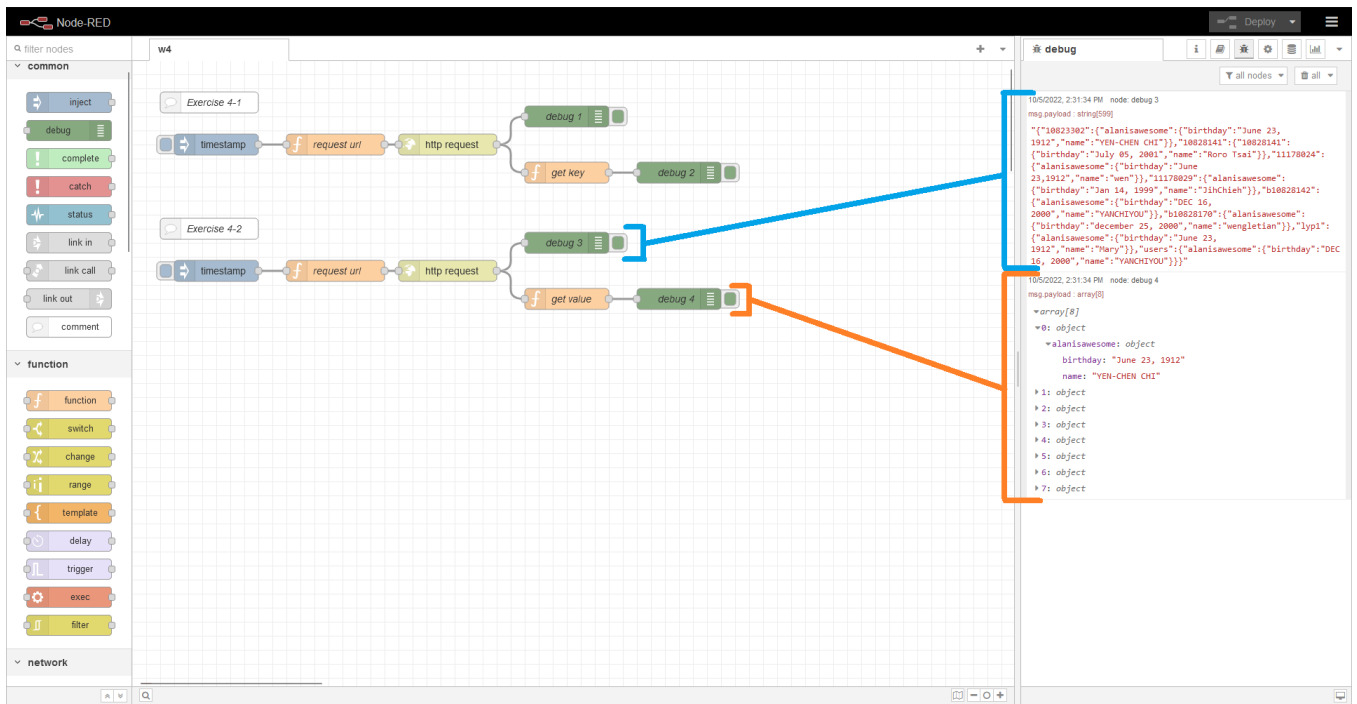 Node-RED
Deploy
filter nodes
common
inject
debug
complete
catch
status
link in
link call
link out
comment
function
function
switch
change
range
template
delay
trigger
exec
filter
network
w4
Exercise 4-1
timestamp
request url
http request
debug 1
get key
debug 2
Exercise 4-2
timestamp
request url
http request
debug 3
get value
debug 4
debug
i
all nodes
all
10/5/2022, 2:31:34 PM node: debug 3
msg.payload : string[599]
"{"10823302":{"alanisawesome":{"birthday":"June 23,
1912","name":"YEN-CHEN CHI"}},"10828141":{"10828141":
{"birthday":"July 05, 2001","name":"Roro Tsai"}},"11178024":
{"alanisawesome":{"birthday":"June
23,1912","name":"wen"}},"11178029":{"alanisawesome":
{"birthday":"Jan 14, 1999","name":"JihChieh"}},"b10828142":
{"alanisawesome":{"birthday":"DEC 16,
2000","name":"YANCHIYOU"}},"b10828170":{"alanisawesome":
{"birthday":"december 25, 2000","name":"wengletian"}},"lyp1":
{"alanisawesome":{"birthday":"June 23,
1912","name":"Mary"}},"users":{"alanisawesome":{"birthday":"DEC
16, 2000","name":"YANCHIYOU"}}}"
10/5/2022, 2:31:34 PM node: debug 4
msg.payload : array[8]
array[8]
0: object
alanisawesome: object
birthday: "June 23, 1912"
name: "YEN-CHEN CHI"
1: object
2: object
3: object
4: object
5: object
6: object
7: object